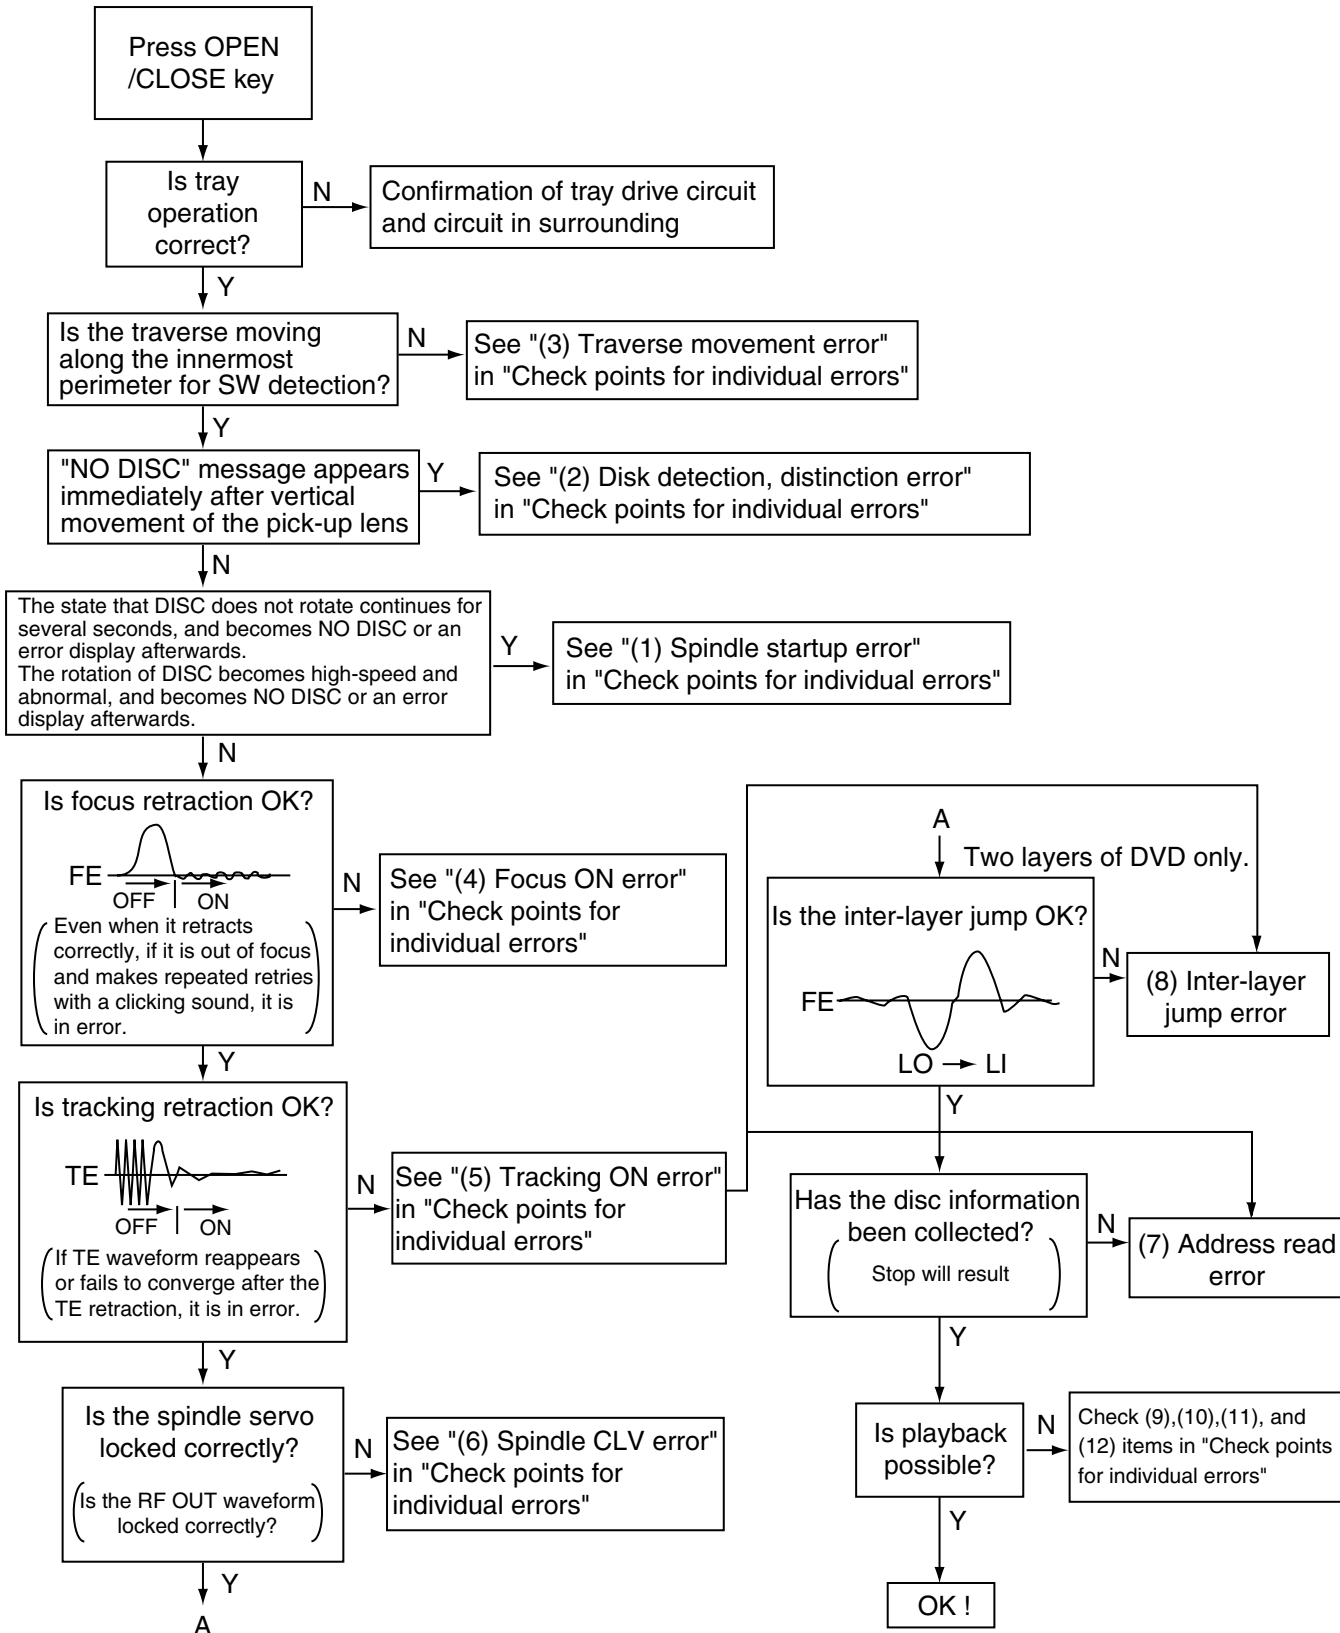 Press OPEN
/CLOSE key
Is tray
operation
correct?
N
Confirmation of tray drive circuit
and circuit in surrounding
Y
Is the traverse moving
along the innermost
perimeter for SW detection?
N
See "(3) Traverse movement error"
in "Check points for individual errors"
Y
"NO DISC" message appears
immediately after vertical
movement of the pick-up lens
Y
See "(2) Disk detection, distinction error"
in "Check points for individual errors"
N
The state that DISC does not rotate continues for
several seconds, and becomes NO DISC or an
error display afterwards.
The rotation of DISC becomes high-speed and
abnormal, and becomes NO DISC or an error
display afterwards.
Y
See "(1) Spindle startup error"
in "Check points for individual errors"
N
Is focus retraction OK?
FE
OFF
ON
Even when it retracts
correctly, if it is out of focus
and makes repeated retries
with a clicking sound, it is
in error.
N
See "(4) Focus ON error"
in "Check points for
individual errors"
Y
Is tracking retraction OK?
TE
OFF
ON
If TE waveform reappears
or fails to converge after the
TE retraction, it is in error.
N
See "(5) Tracking ON error"
in "Check points for
individual errors"
Y
Is the spindle servo
locked correctly?
Is the RF OUT waveform
locked correctly?
N
See "(6) Spindle CLV error"
in "Check points for
individual errors"
Y
A
A
Two layers of DVD only.
Is the inter-layer jump OK?
FE
LO
LI
N
(8) Inter-layer
jump error
Y
Has the disc information
been collected?
Stop will result
N
(7) Address read
error
Y
Is playback
possible?
N
Check (9),(10),(11), and
(12) items in "Check points
for individual errors"
Y
OK !